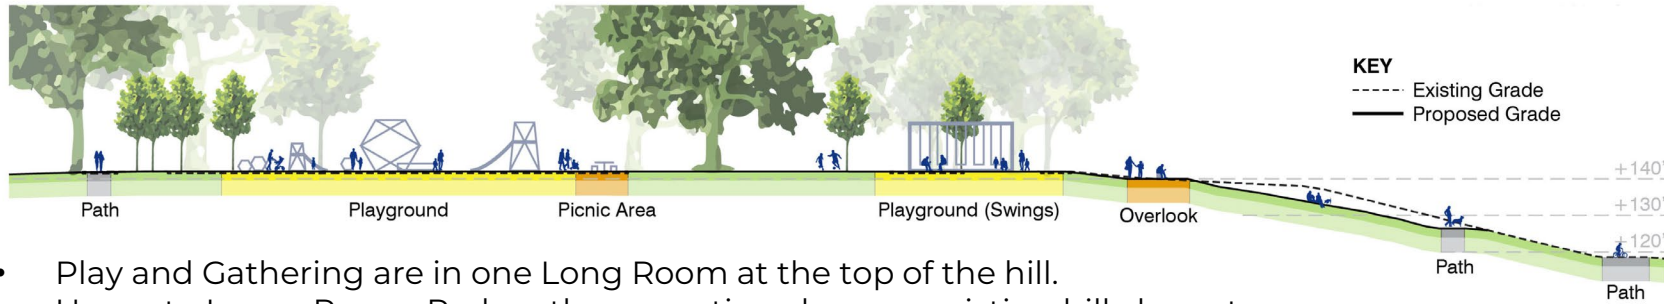 KEY
Existing Grade
Proposed Grade
+140'
+130'
+120'
Path
Playground
Picnic Area
Playground (Swings)
Overlook
Path
Path
• Play and Gathering are in one Long Room at the top of the hill.